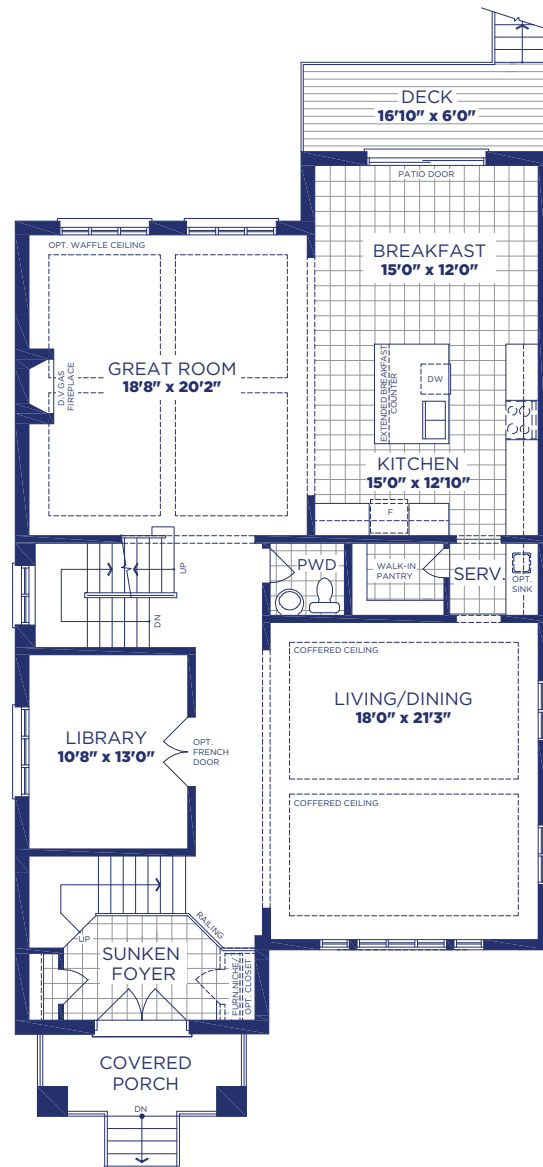 DECK
16'10" x 6'0"
PATIO DOOR
OPT. WAFFLE CEILING
BREAKFAST
15'0" x 12'0"
GREAT ROOM
18'8" x 20'2"
D.V GAS
FIREPLACE
EXTENDED BREAKFAST
COUNTER
DW
KITCHEN
15'0" x 12'10"
F
UP
DN
PWD
WALK-IN
PANTRY
SERV.
OPT.
SINK
COFFERED CEILING
LIVING/DINING
18'0" x 21'3"
LIBRARY
10'8" x 13'0"
OPT.
FRENCH
DOOR
COFFERED CEILING
RAILING
UP
SUNKEN
FOYER
FURN NICHE/
OPT. CLOSET
COVERED
PORCH
DN